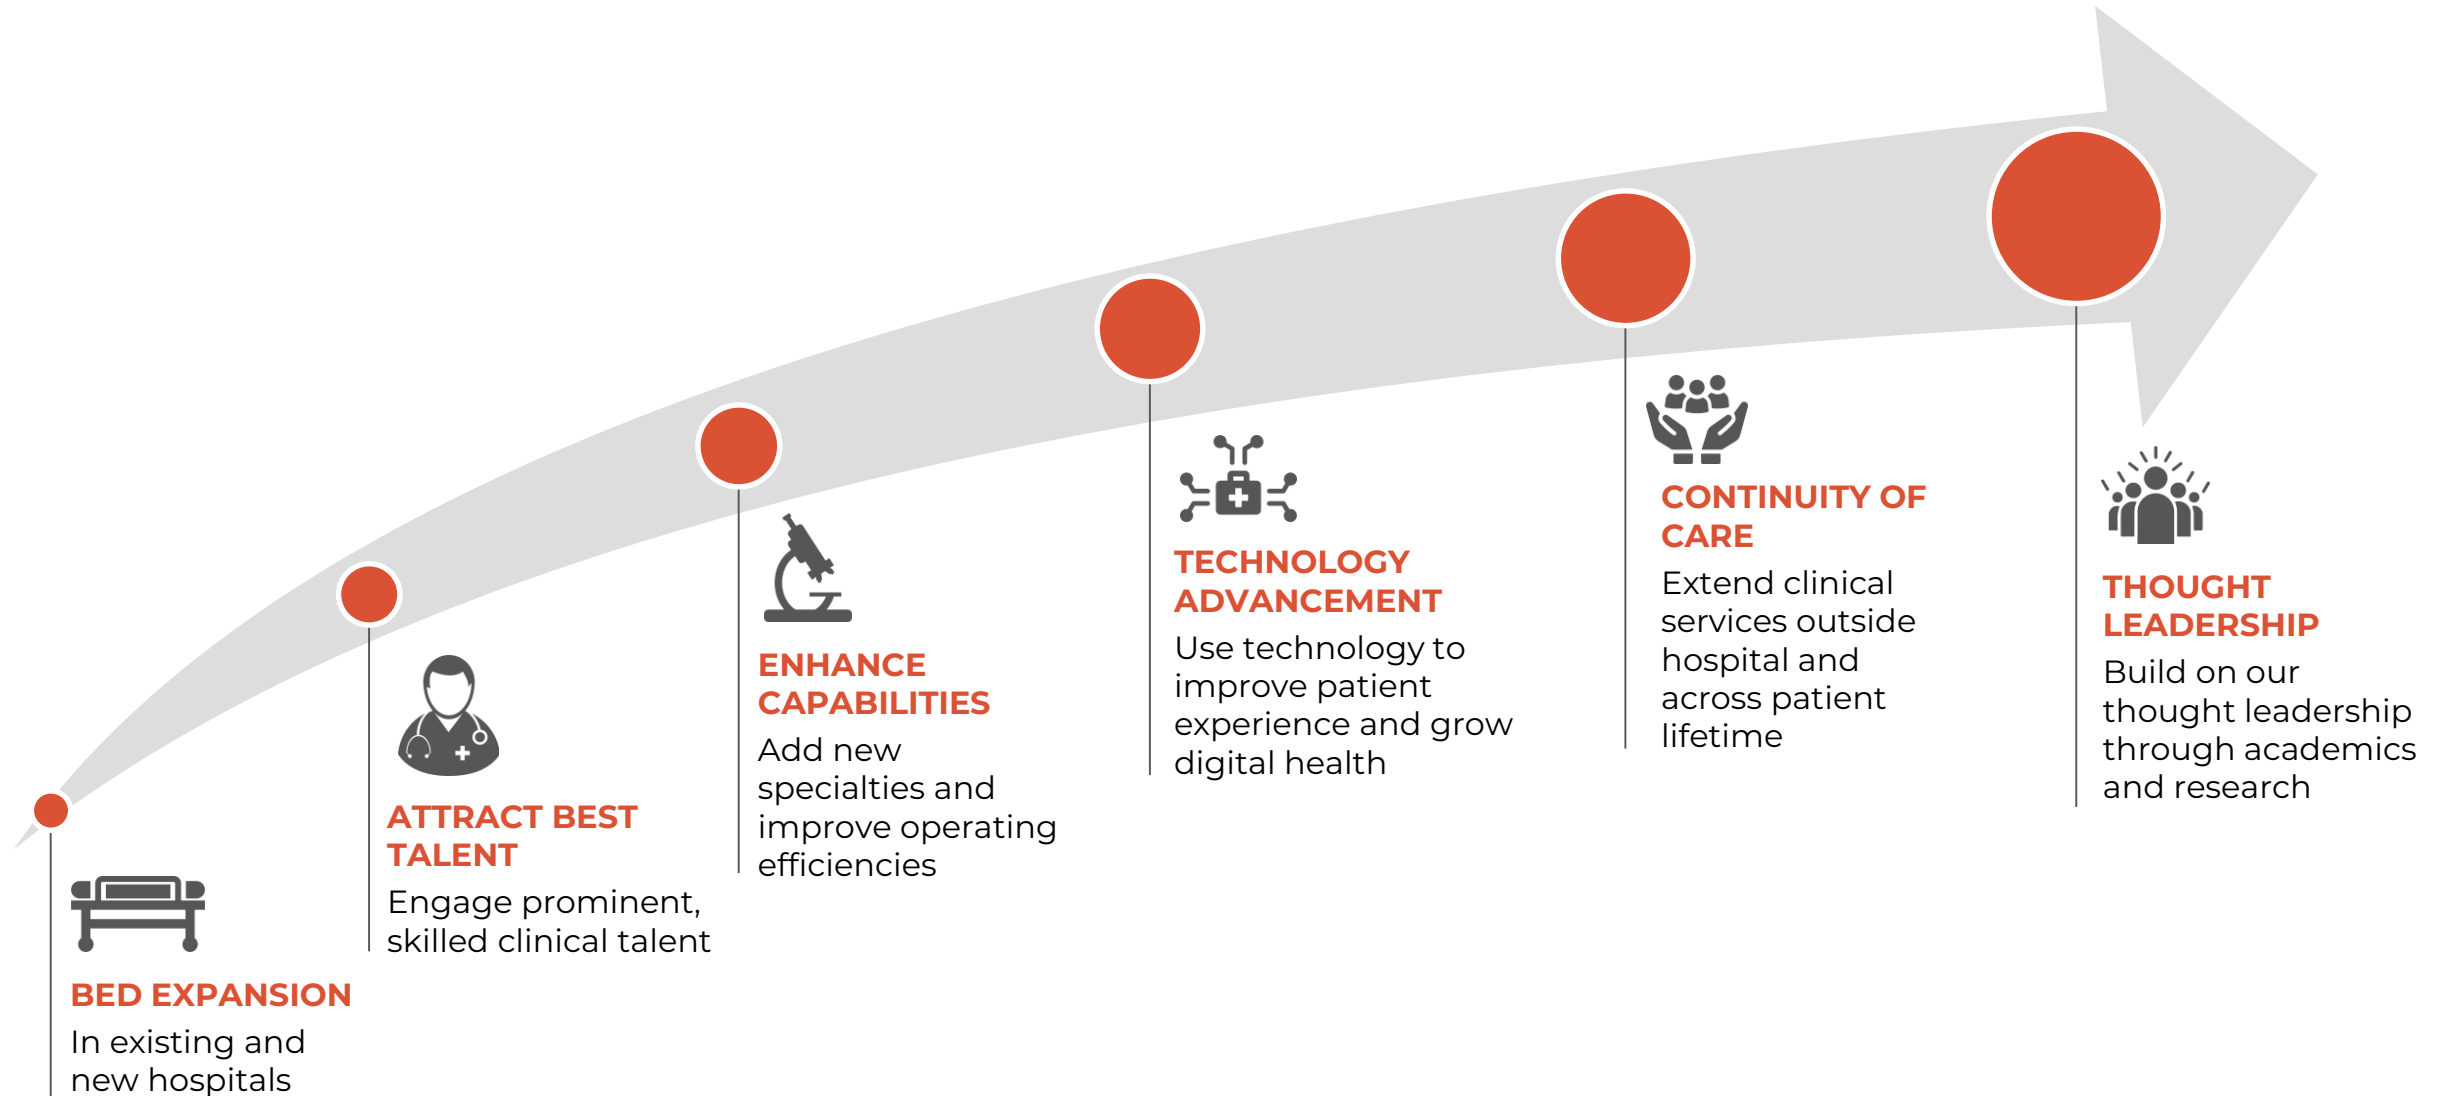 BED EXPANSION
In existing and
new hospitals
ATTRACT BEST
TALENT
Engage prominent,
skilled clinical talent
ENHANCE
CAPABILITIES
Add new
specialties and
improve operating
efficiencies
TECHNOLOGY
ADVANCEMENT
Use technology to
improve patient
experience and grow
digital health
CONTINUITY OF
CARE
Extend clinical
services outside
hospital and
across patient
lifetime
THOUGHT
LEADERSHIP
Build on our
thought leadership
through academics
and research